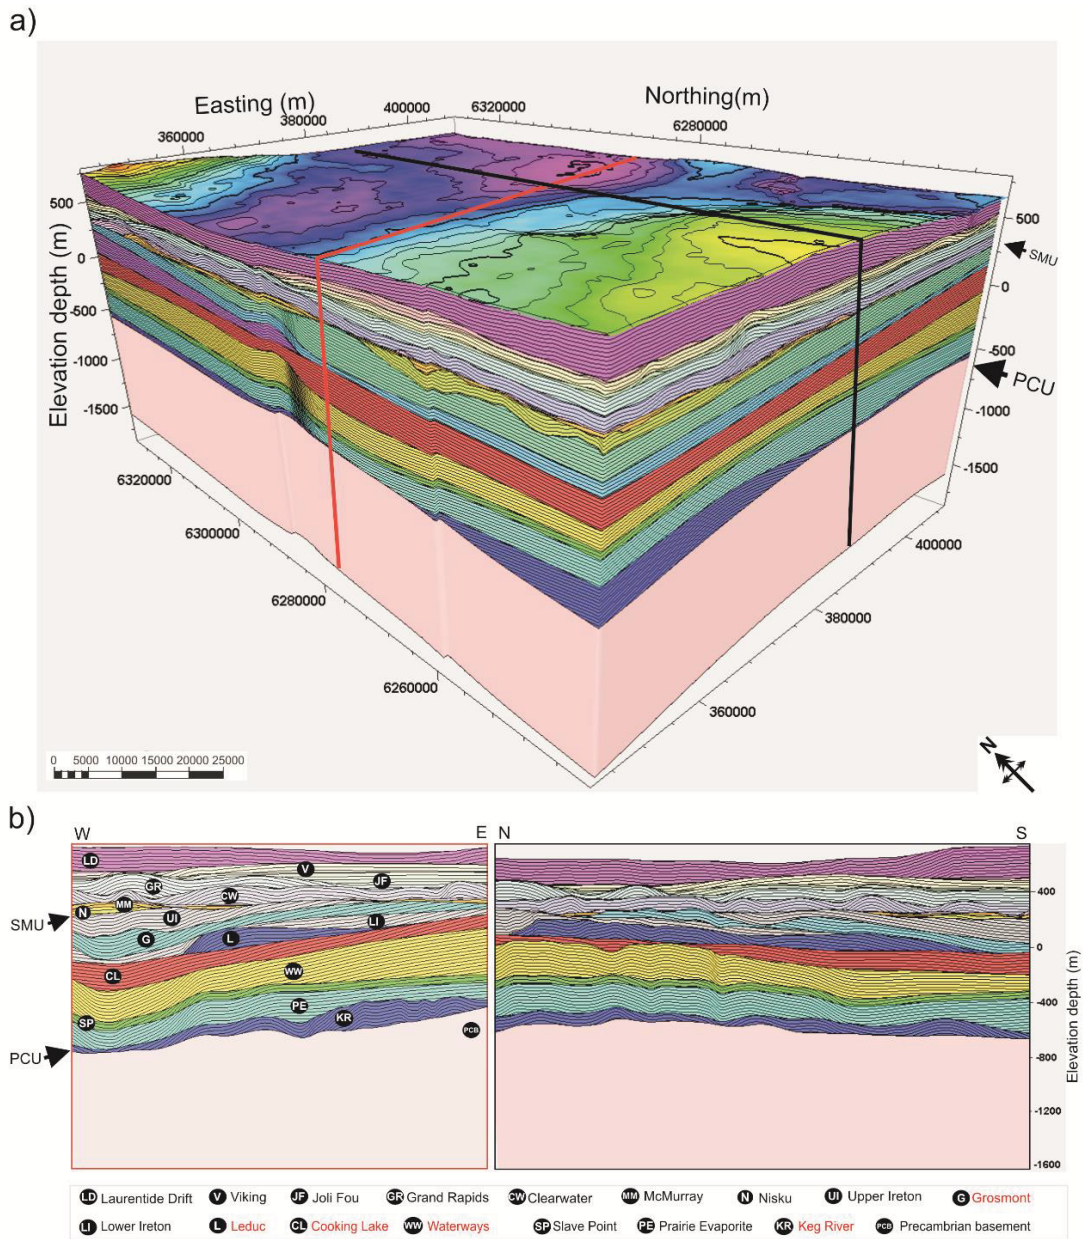 a)
Easting (m)
Northing(m)
360000
380000
400000
6320000
6280000
500
0
-500
-1000
-1500
Elevation depth (m)
500
0
-500
-1000
-1500
SMU
PCU
6320000
6300000
6280000
6260000
400000
380000
360000
0 5000 10000 15000 20000 25000
N
b)
W E N S
LD
V
GR
JF
CW
N
MM
UI
LI
G
L
CL
WW
PE
SP
KR
PCB
SMU
PCU
400
0
-400
-800
-1200
-1600
Elevation depth (m)
LD Laurentide Drift V Viking JF Joli Fou GR Grand Rapids CW Clearwater MM McMurray N Nisku UI Upper Ireton G Grosmont
LI Lower Ireton L Leduc CL Cooking Lake WW Waterways SP Slave Point PE Prairie Evaporite KR Keg River PCB Precambrian basement